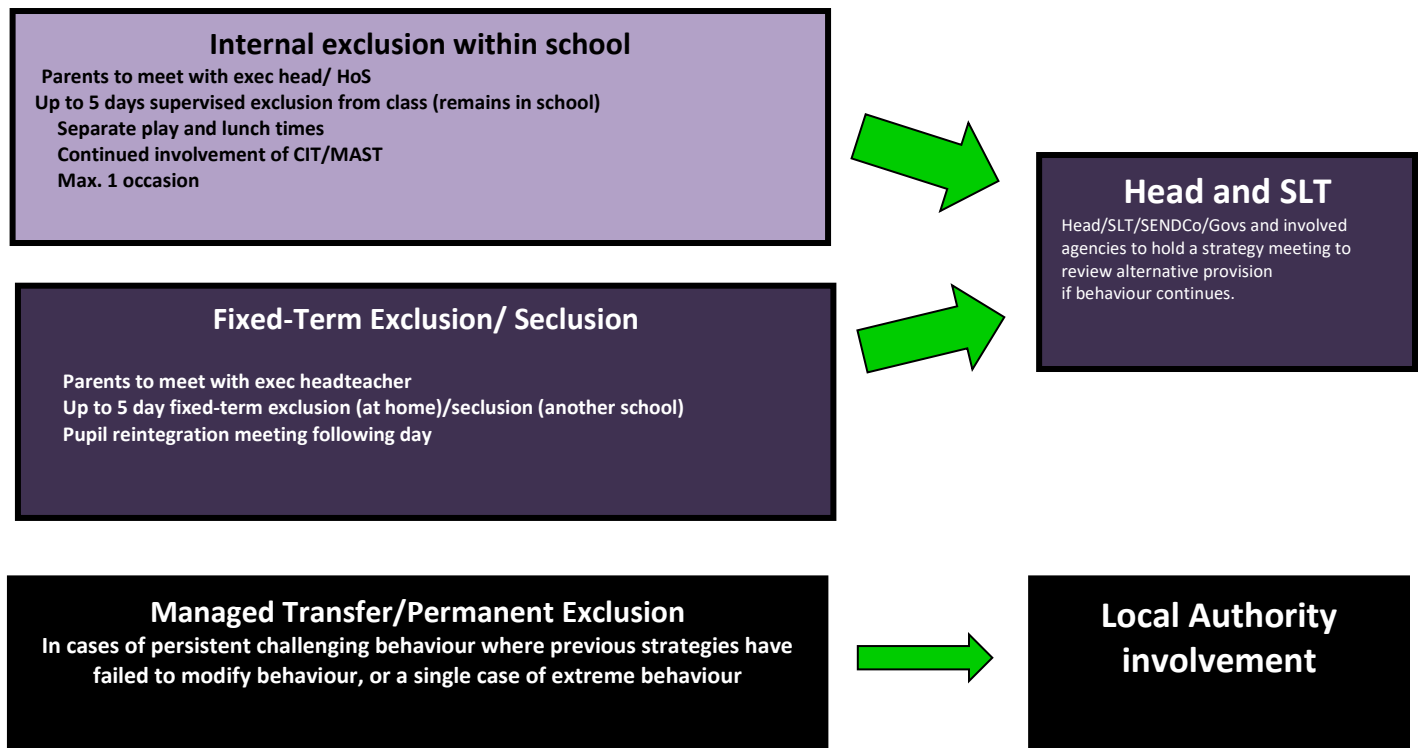 Internal exclusion within school
Parents to meet with exec head/ HoS
Up to 5 days supervised exclusion from class (remains in school)
Separate play and lunch times
Continued involvement of CIT/MAST
Max. 1 occasion
Head and SLT
Head/SLT/SENDCo/Govs and involved
agencies to hold a strategy meeting to
review alternative provision
if behaviour continues.
Fixed-Term Exclusion/ Seclusion
Parents to meet with exec headteacher
Up to 5 day fixed-term exclusion (at home)/seclusion (another school)
Pupil reintegration meeting following day
Managed Transfer/Permanent Exclusion
In cases of persistent challenging behaviour where previous strategies have
failed to modify behaviour, or a single case of extreme behaviour
Local Authority
involvement